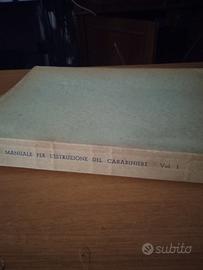 MANUALE PER L'ISTRUZIONE DEL CARABINIERE Vol. I
subito